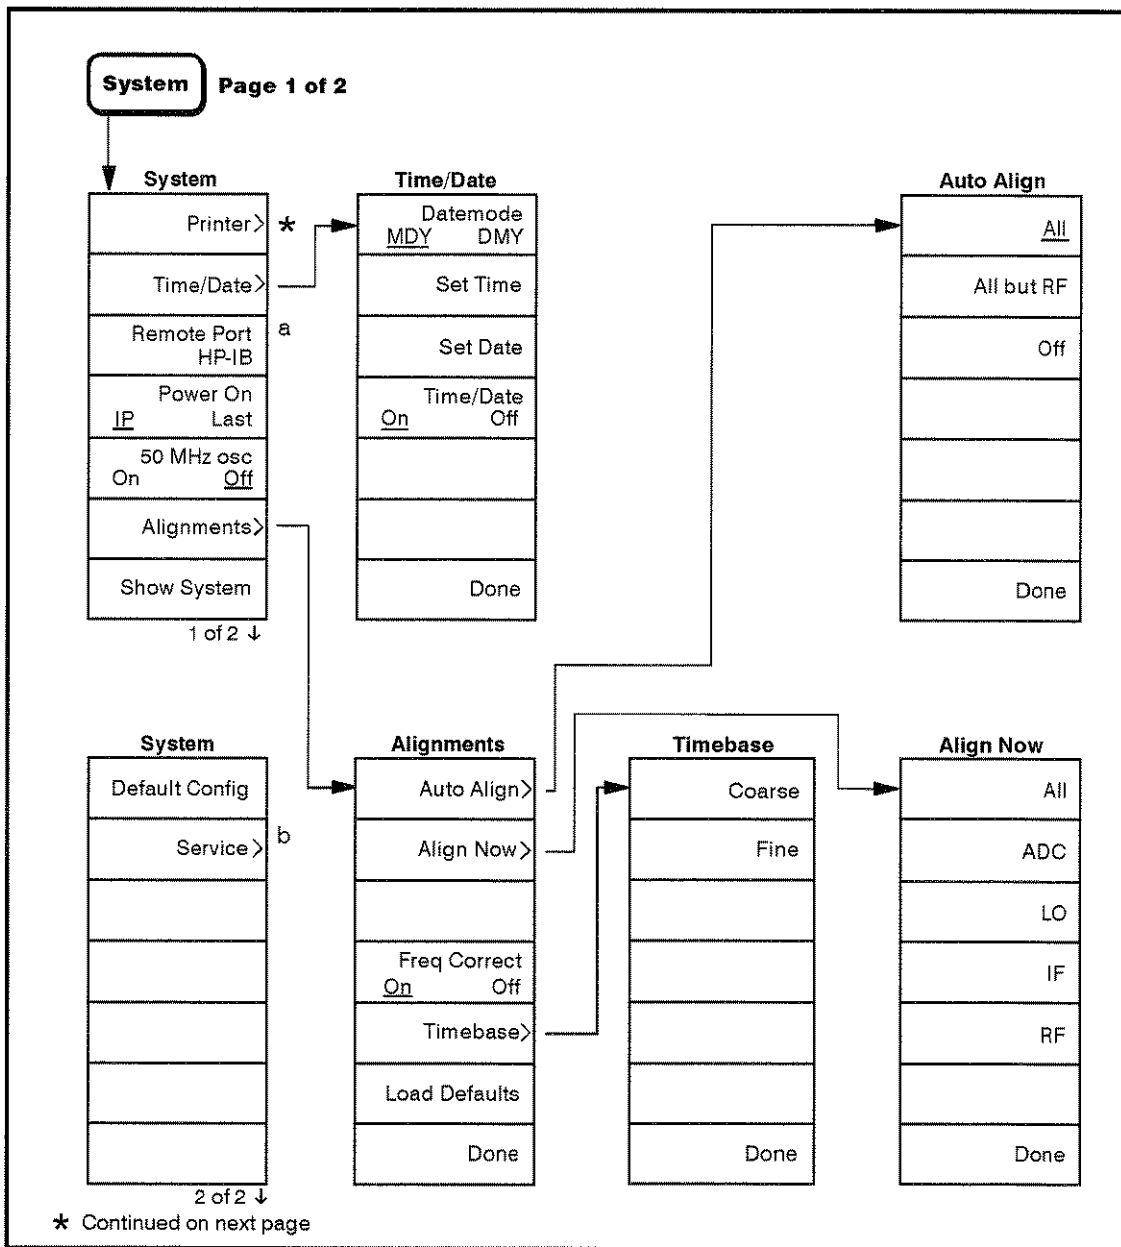 System Page 1 of 2
System
Printer> *
Time/Date>
Remote Port a
HP-IB
Power On
IP Last
50 MHz osc
On Off
Alignments>
Show System
1 of 2 ↓
Time/Date
Datemode
MDY DMY
Set Time
Set Date
Time/Date
On Off
Done
Auto Align
All
All but RF
Off
Done
System
Default Config
Service> b
2 of 2 ↓
Alignments
Auto Align>
Align Now>
Freq Correct
On Off
Timebase>
Load Defaults
Done
Timebase
Coarse
Fine
Done
Align Now
All
ADC
LO
IF
RF
Done
* Continued on next page